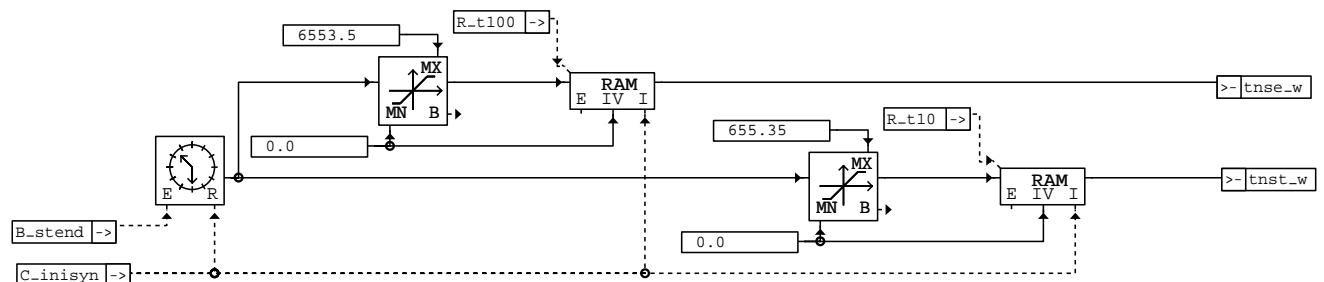 R_t100 ->
6553.5
MX
RAM
E IV I
>- tnse_w
MN B
R_t10 ->
655.35
0.0
MX
RAM
>- tnst_w
E R
E IV I
MN B
B_stend ->
0.0
C_inisyn ->